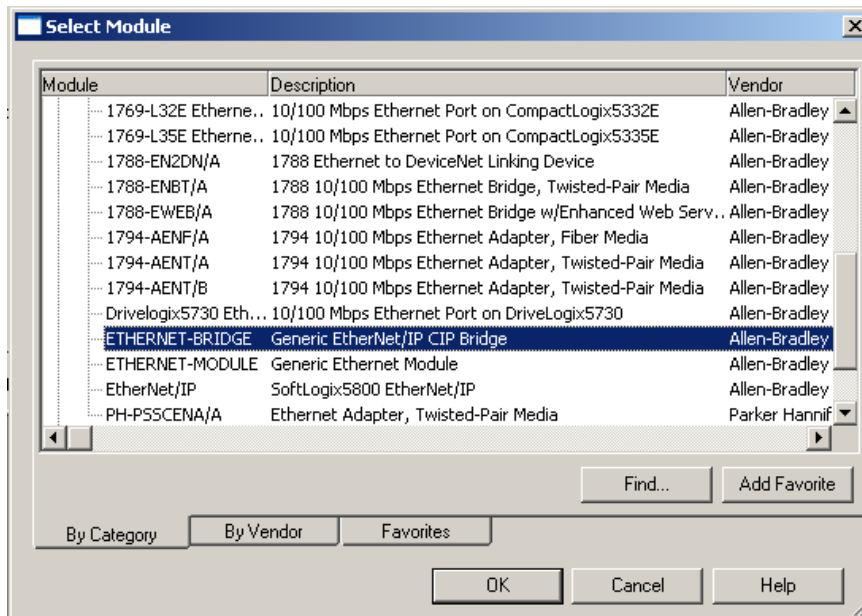 Select Module
Module Description Vendor
1769-L32E Etherne.. 10/100 Mbps Ethernet Port on CompactLogix5332E Allen-Bradley
1769-L35E Etherne.. 10/100 Mbps Ethernet Port on CompactLogix5335E Allen-Bradley
1788-EN2DN/A 1788 Ethernet to DeviceNet Linking Device Allen-Bradley
1788-ENBT/A 1788 10/100 Mbps Ethernet Bridge, Twisted-Pair Media Allen-Bradley
1788-EWEB/A 1788 10/100 Mbps Ethernet Bridge w/Enhanced Web Serv.. Allen-Bradley
1794-AENF/A 1794 10/100 Mbps Ethernet Adapter, Fiber Media Allen-Bradley
1794-AENT/A 1794 10/100 Mbps Ethernet Adapter, Twisted-Pair Media Allen-Bradley
1794-AENT/B 1794 10/100 Mbps Ethernet Adapter, Twisted-Pair Media Allen-Bradley
Drivelogix5730 Eth... 10/100 Mbps Ethernet Port on DriveLogix5730 Allen-Bradley
ETHERNET-BRIDGE Generic EtherNet/IP CIP Bridge Allen-Bradley
ETHERNET-MODULE Generic Ethernet Module Allen-Bradley
EtherNet/IP SoftLogix5800 EtherNet/IP Allen-Bradley
PH-PSSCENA/A Ethernet Adapter, Twisted-Pair Media Parker Hannif
Find... Add Favorite
By Category By Vendor Favorites
OK Cancel Help